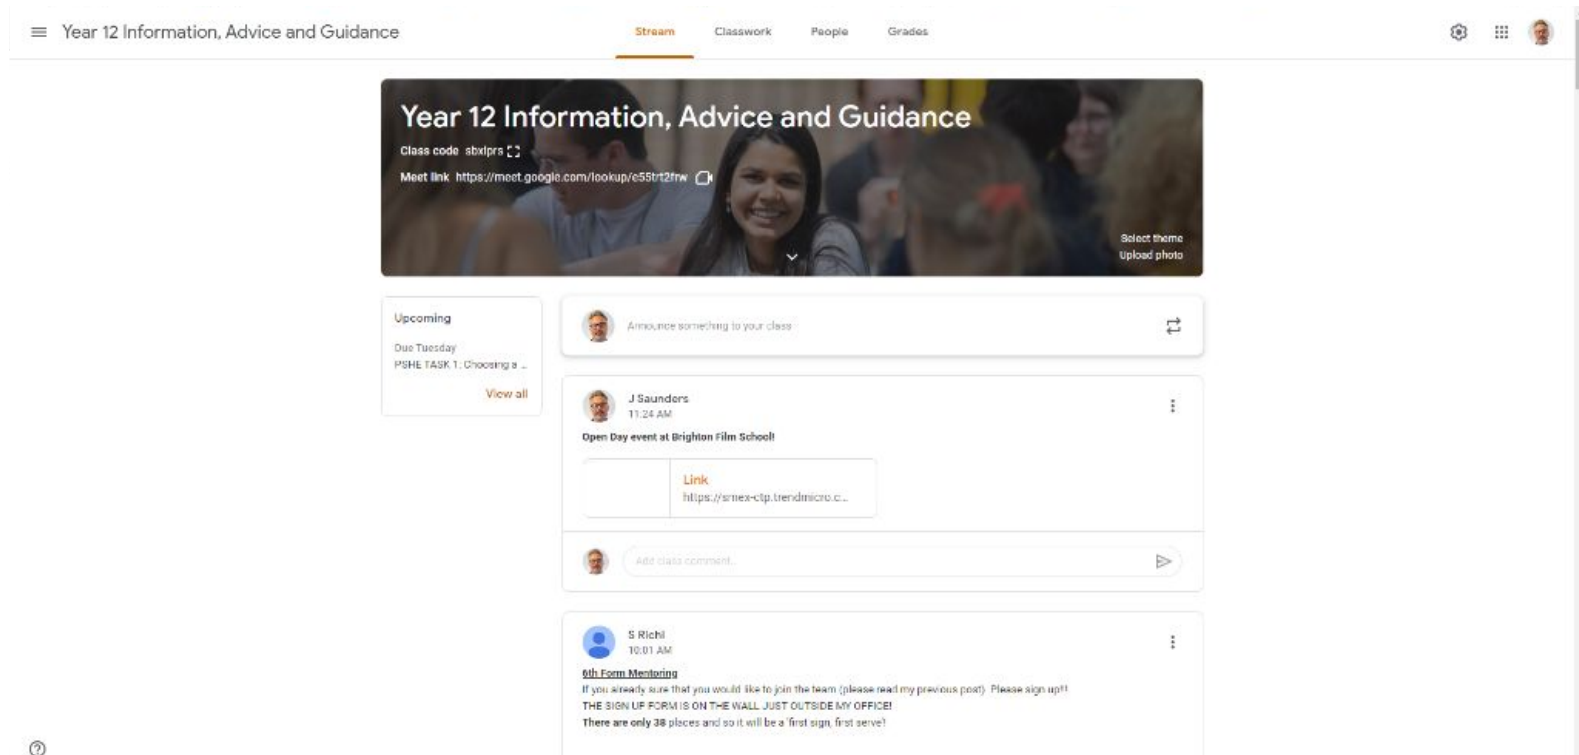 Year 12 Information, Advice and Guidance
Stream Classwork People Grades
Year 12 Information, Advice and Guidance
Class code sbxlprs
Meet link https://meet.google.com/lookup/e55trt2frw
Select theme
Upload photo
Upcoming
Due Tuesday
PSHE TASK 1: Choosing a ...
View all
Announce something to your class
J Saunders
11:24 AM
Open Day event at Brighton Film School!
Link
https://smex-ctp.trendmicro.c...
Add class comment...
S Richi
10:01 AM
6th Form Mentoring
If you already sure that you would like to join the team (please read my previous post). Please sign up!!!
THE SIGN UP FORM IS ON THE WALL JUST OUTSIDE MY OFFICE!
There are only 38 places and so it will be a 'first sign, first serve'!